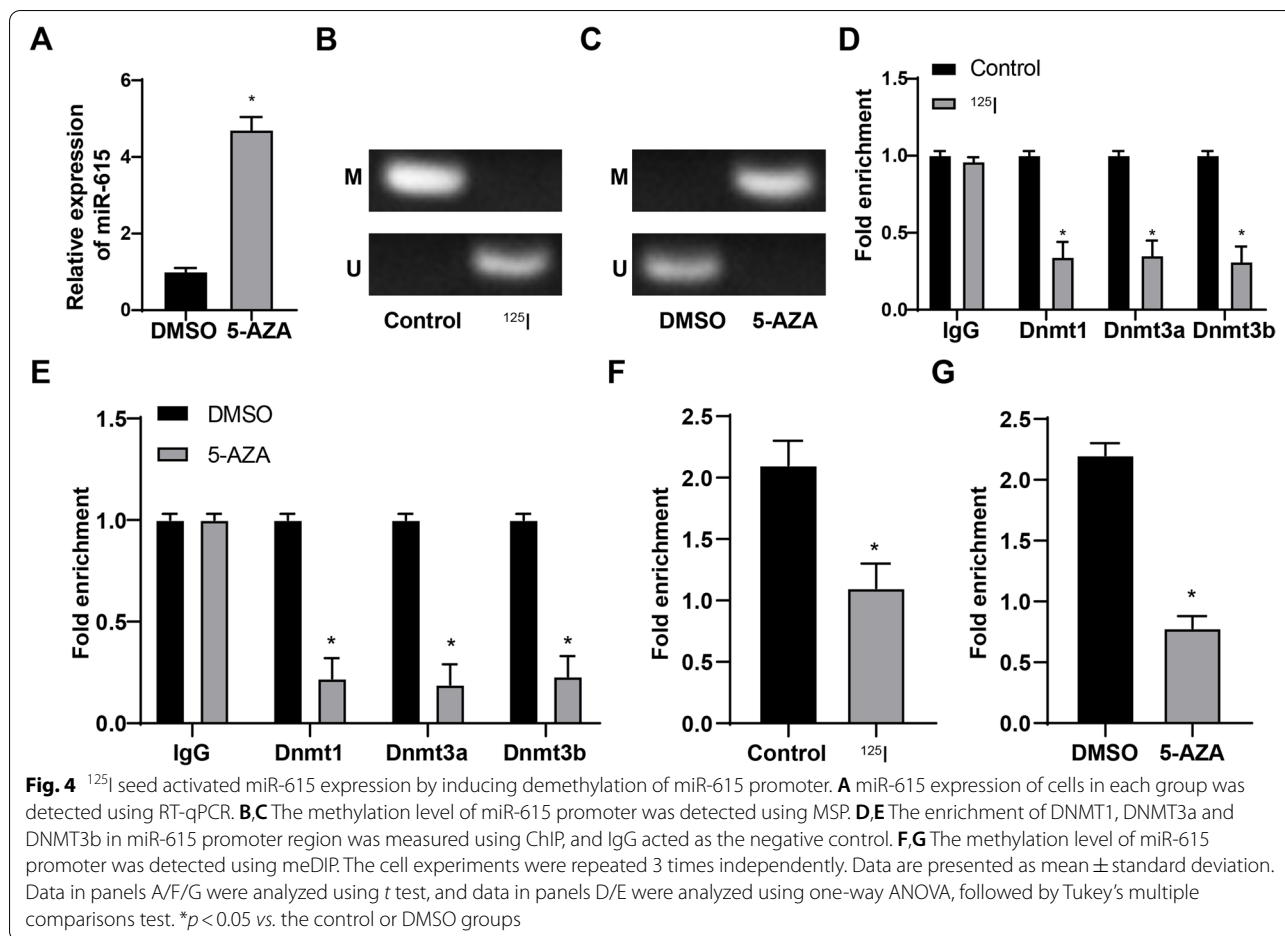 A
B
C
D
Relative expression
of miR-615
6
4
2
0
*
DMSO 5-AZA
M
U
Control ¹²⁵I
M
U
DMSO 5-AZA
Control
¹²⁵I
Fold enrichment
1.5
1.0
0.5
0.0
* * *
IgG Dnmt1 Dnmt3a Dnmt3b
E
F
G
DMSO
5-AZA
Fold enrichment
1.5
1.0
0.5
0.0
* * *
IgG Dnmt1 Dnmt3a Dnmt3b
Fold enrichment
2.5
2.0
1.5
1.0
0.5
0.0
*
Control ¹²⁵I
Fold enrichment
2.5
2.0
1.5
1.0
0.5
0.0
*
DMSO 5-AZA
Fig. 4 ¹²⁵I seed activated miR-615 expression by inducing demethylation of miR-615 promoter. A miR-615 expression of cells in each group was
detected using RT-qPCR. B,C The methylation level of miR-615 promoter was detected using MSP. D,E The enrichment of DNMT1, DNMT3a and
DNMT3b in miR-615 promoter region was measured using ChIP, and IgG acted as the negative control. F,G The methylation level of miR-615
promoter was detected using meDIP. The cell experiments were repeated 3 times independently. Data are presented as mean ± standard deviation.
Data in panels A/F/G were analyzed using t test, and data in panels D/E were analyzed using one-way ANOVA, followed by Tukey's multiple
comparisons test. *p < 0.05 vs. the control or DMSO groups